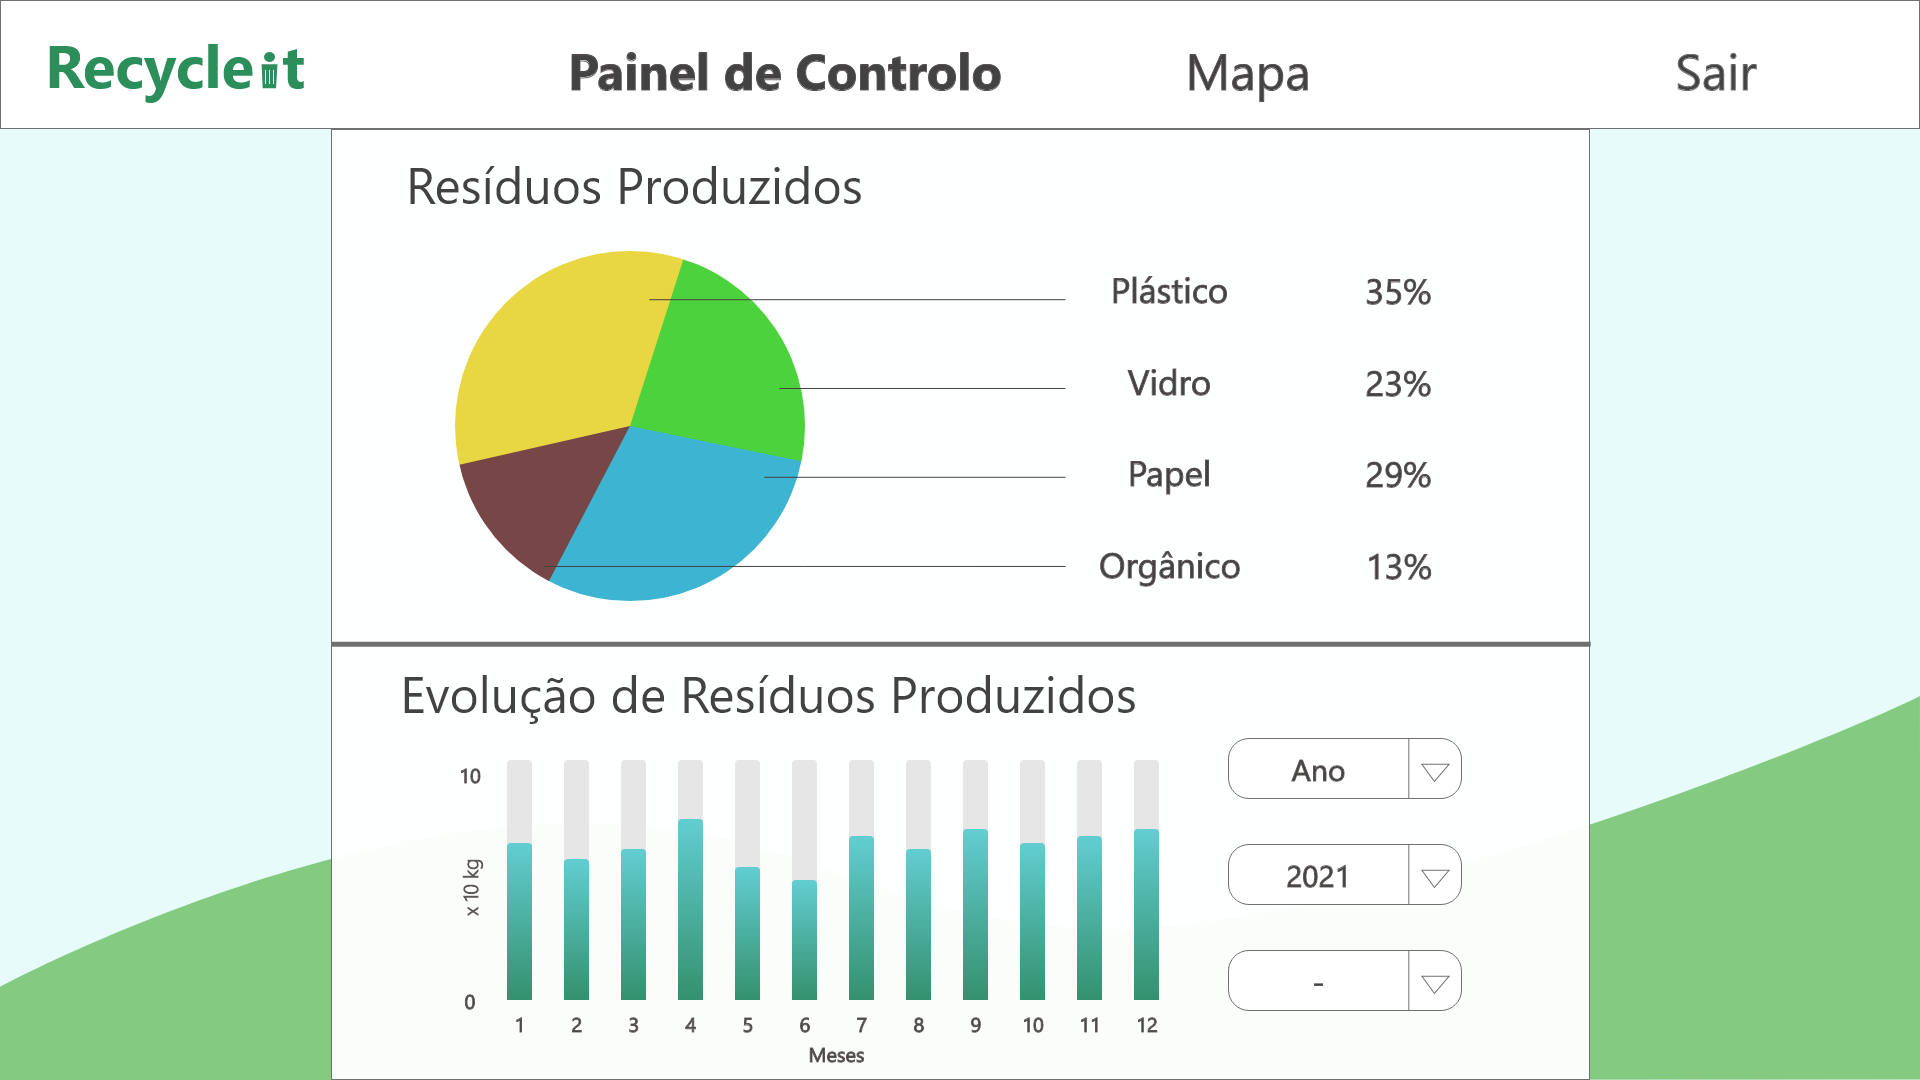 Recycleit
Painel de Controlo
Mapa
Sair
Resíduos Produzidos
Plástico 35%
Vidro 23%
Papel 29%
Orgânico 13%
Evolução de Resíduos Produzidos
10
x 10 kg
0
1 2 3 4 5 6 7 8 9 10 11 12
Meses
Ano
2021
-